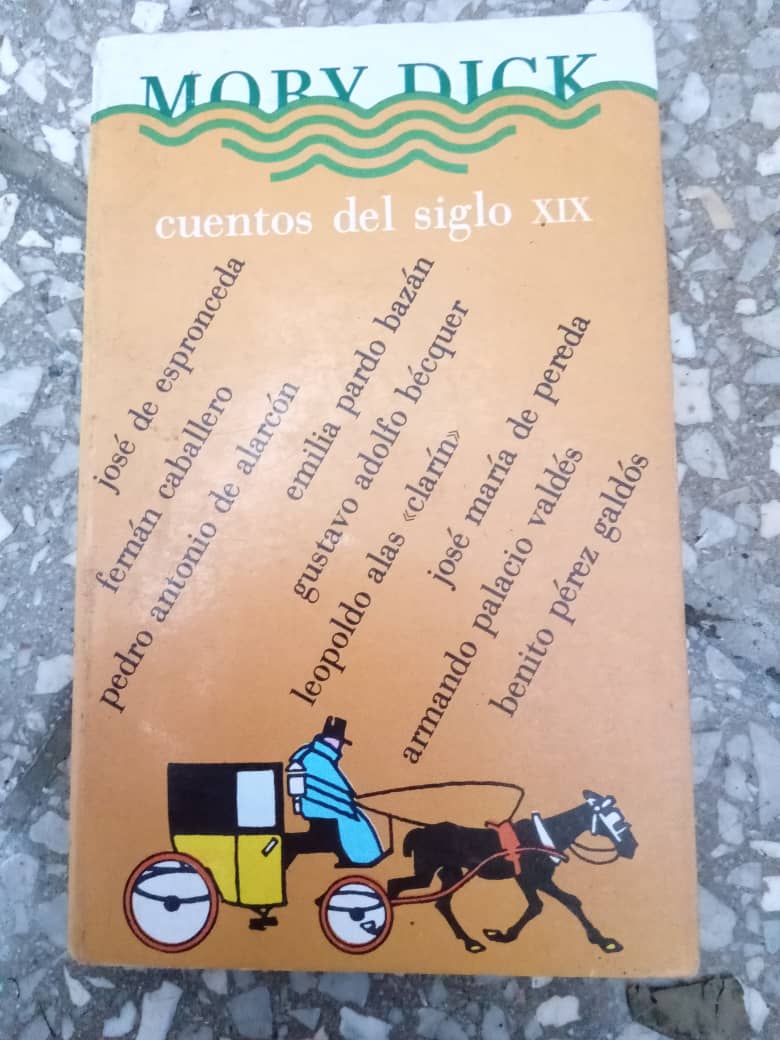 MOBY DICK
cuentos del siglo XIX
josé de espronceda
fernán caballero
pedro antonio de alarcón
emilia pardo bazán
gustavo adolfo bécquer
leopoldo alas «clarín»
josé maría de pereda
armando palacio valdés
benito pérez galdós